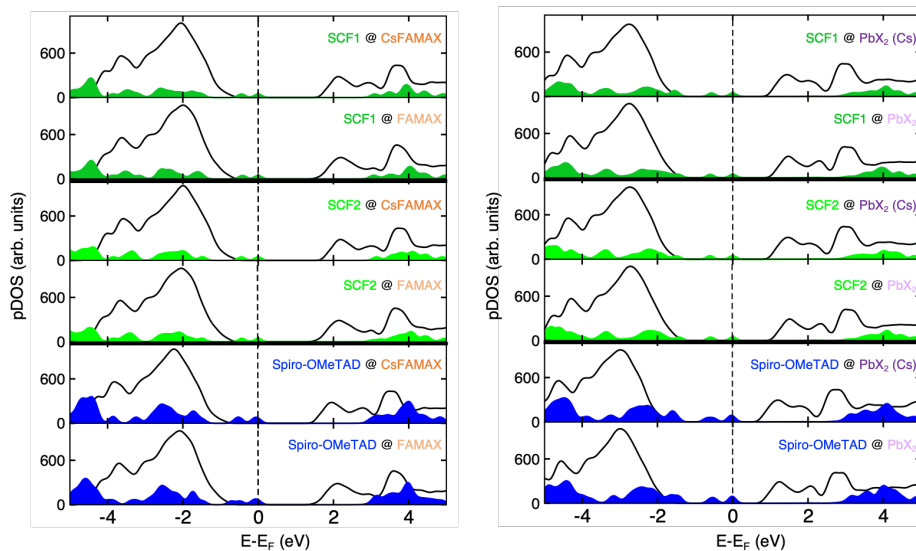 SCF1 @ CsFAMAX
600
0
SCF1 @ FAMAX
600
0
SCF2 @ CsFAMAX
600
0
SCF2 @ FAMAX
600
0
Spiro-OMeTAD @ CsFAMAX
600
0
Spiro-OMeTAD @ FAMAX
600
0
-4 -2 0 2 4
E-E_F (eV)
pDOS (arb. units)
SCF1 @ PbX₂ (Cs)
600
0
SCF1 @ PbX₂
600
0
SCF2 @ PbX₂ (Cs)
600
0
SCF2 @ PbX₂
600
0
Spiro-OMeTAD @ PbX₂ (Cs)
600
0
Spiro-OMeTAD @ PbX₂
600
0
-4 -2 0 2 4
E-E_F (eV)
pDOS (arb. units)